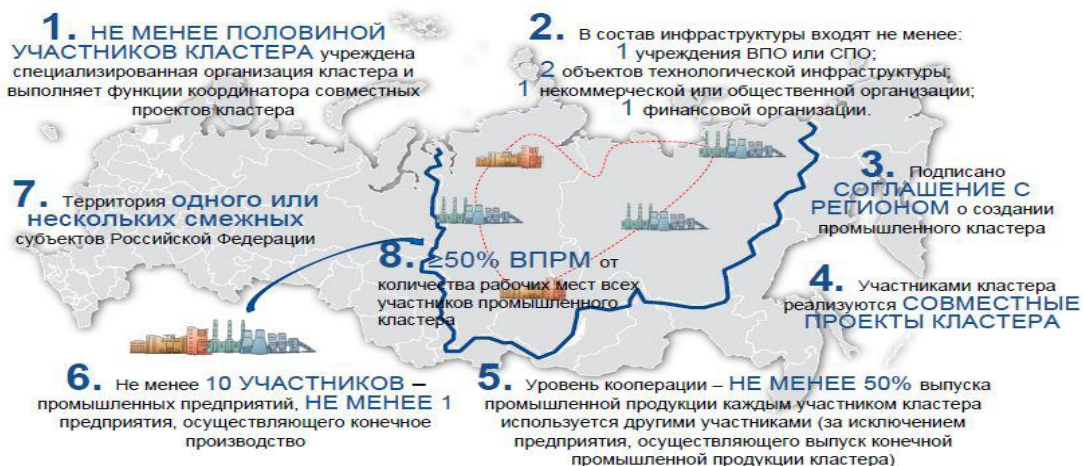 1. НЕ МЕНЕЕ ПОЛОВИНОЙ
УЧАСТНИКОВ КЛАСТЕРА учреждена
специализированная организация кластера и
выполняет функции координатора совместных
проектов кластера
2. В состав инфраструктуры входят не менее:
1 учреждения ВПО или СПО;
2 объектов технологической инфраструктуры;
1 некоммерческой или общественной организации;
1 финансовой организации.
3. Подписано
СОГЛАШЕНИЕ С
РЕГИОНОМ о создании
промышленного кластера
4. Участниками кластера
реализуются СОВМЕСТНЫЕ
ПРОЕКТЫ КЛАСТЕРА
7. Территория одного или
нескольких смежных
субъектов Российской Федерации
8. ≥50% ВПРМ от
количества рабочих мест всех
участников промышленного
кластера
6. Не менее 10 УЧАСТНИКОВ –
промышленных предприятий, НЕ МЕНЕЕ 1
предприятия, осуществляющего конечное
производство
5. Уровень кооперации – НЕ МЕНЕЕ 50% выпуска
промышленной продукции каждым участником кластера
используется другими участниками (за исключением
предприятия, осуществляющего выпуск конечной
промышленной продукции кластера)